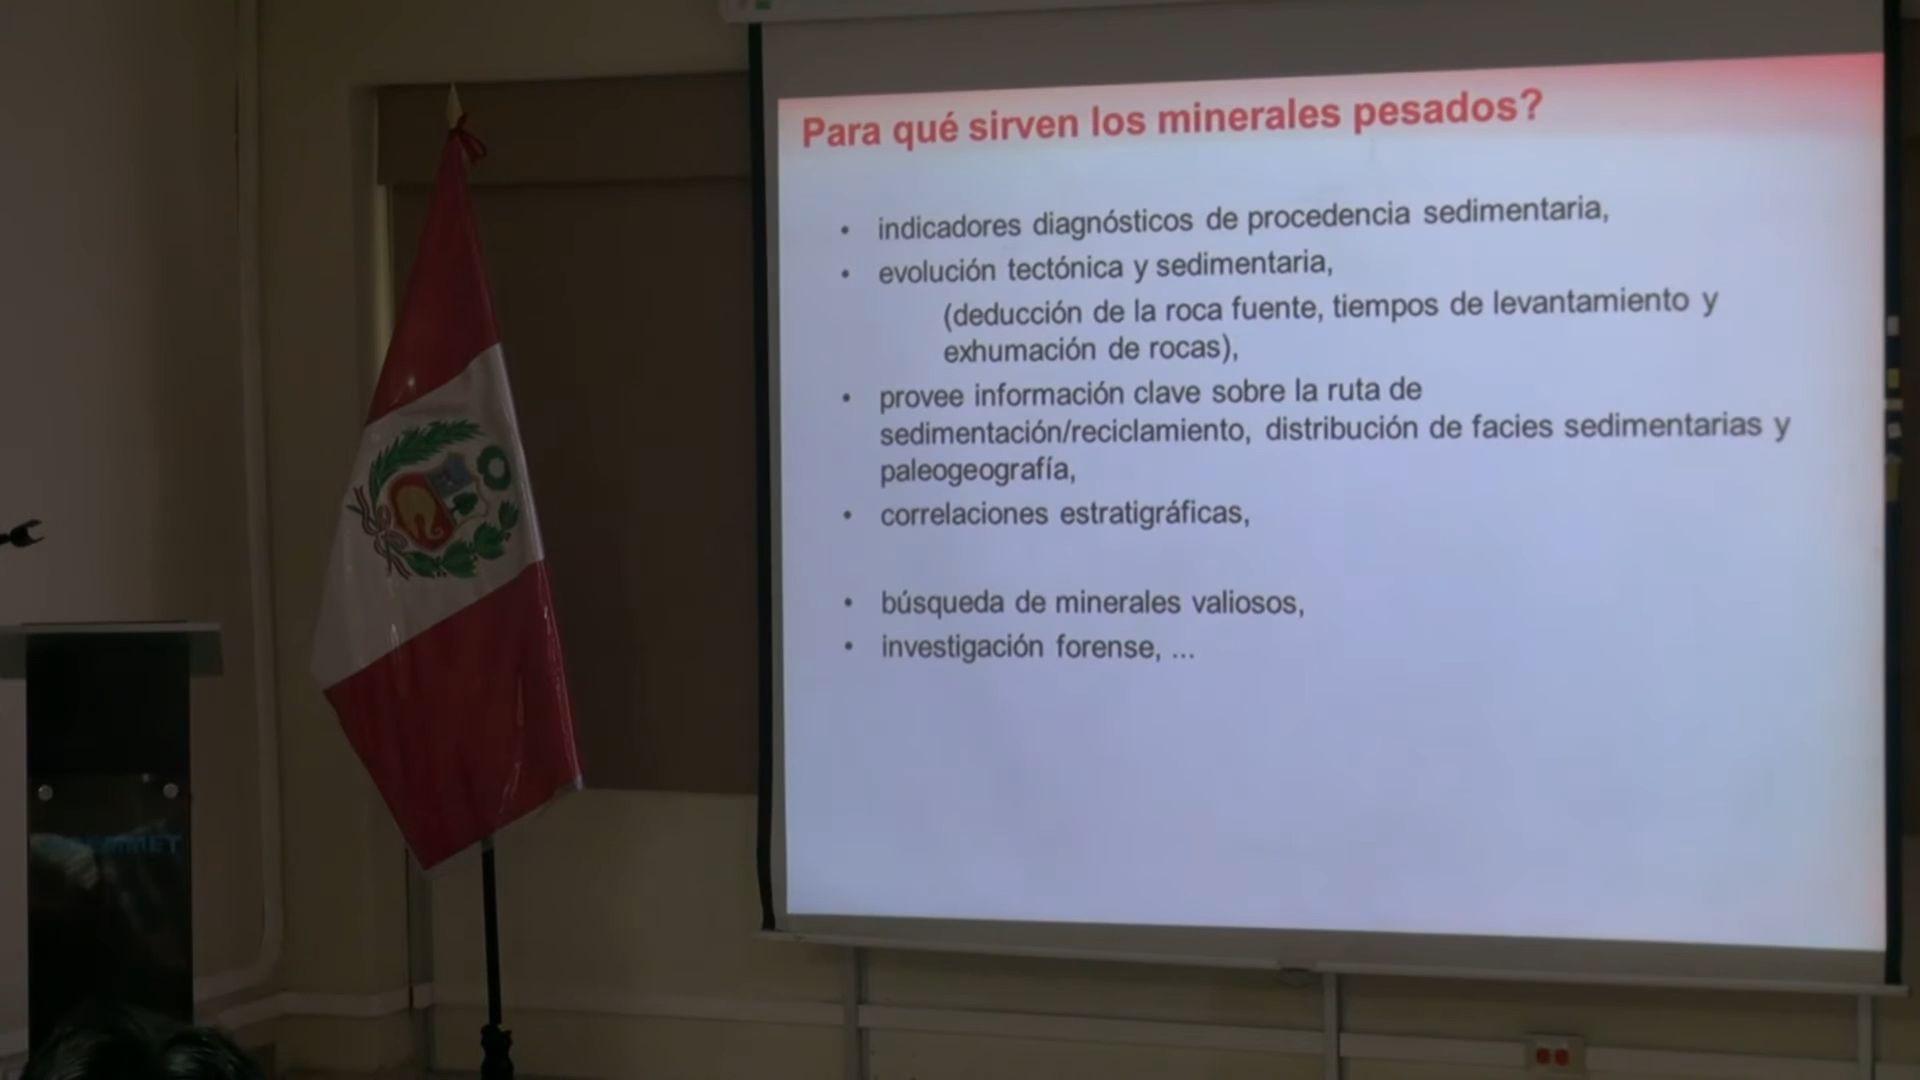 Para qué sirven los minerales pesados?
• indicadores diagnósticos de procedencia sedimentaria,
• evolución tectónica y sedimentaria,
(deducción de la roca fuente, tiempos de levantamiento y
exhumación de rocas),
• provee información clave sobre la ruta de
sedimentación/reciclamiento, distribución de facies sedimentarias y
paleogeografía,
• correlaciones estratigráficas,
• búsqueda de minerales valiosos,
• investigación forense, ...